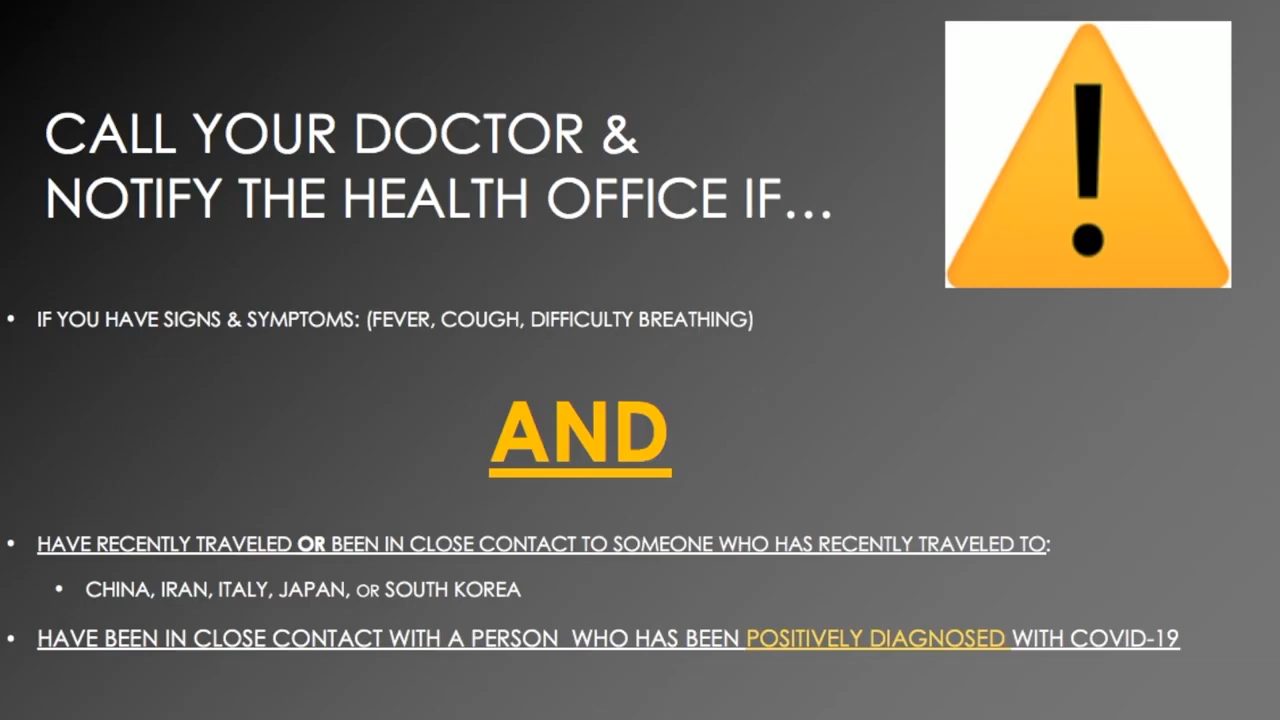 CALL YOUR DOCTOR &
NOTIFY THE HEALTH OFFICE IF...
• IF YOU HAVE SIGNS & SYMPTOMS: (FEVER, COUGH, DIFFICULTY BREATHING)
AND
• HAVE RECENTLY TRAVELED OR BEEN IN CLOSE CONTACT TO SOMEONE WHO HAS RECENTLY TRAVELED TO:
• CHINA, IRAN, ITALY, JAPAN, OR SOUTH KOREA
• HAVE BEEN IN CLOSE CONTACT WITH A PERSON WHO HAS BEEN POSITIVELY DIAGNOSED WITH COVID-19